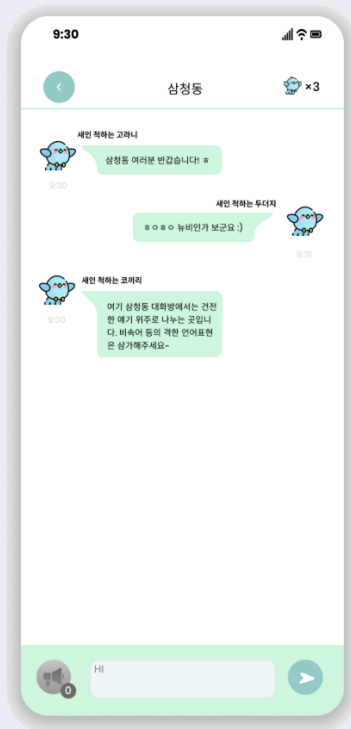 9:30
삼청동
×3
새인 척하는 고라니
삼청동 여러분 반갑습니다! ㅎ
9:30
새인 척하는 두더지
ㅎㅇㅎㅇ 뉴비인가 보군요 :)
9:31
새인 척하는 코끼리
여기 삼청동 대화방에서는 건전
한 얘기 위주로 나누는 곳입니
다. 비속어 등의 격한 언어표현
은 삼가해주세요~
9:30
HI
0